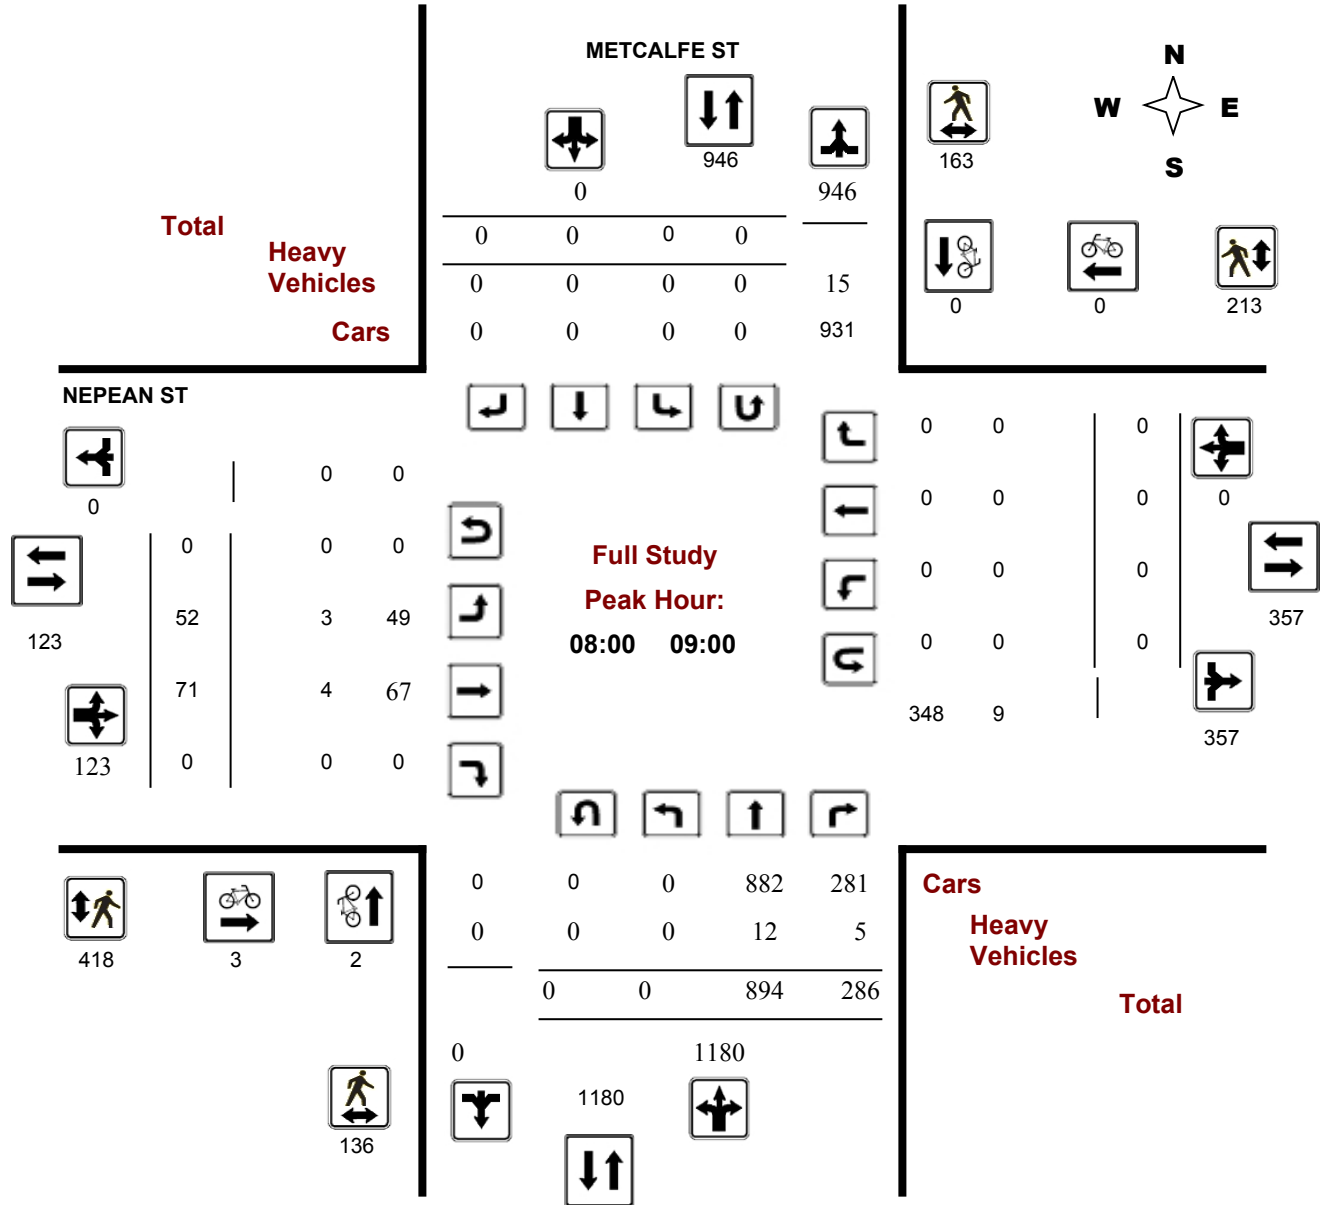 METCALFE ST
N
W E
S
946
163
0 946
Total
0 0 0 0
Heavy
Vehicles
0 0 0 0 15
0 0 213
Cars
0 0 0 0 931
NEPEAN ST
0 0 0
0 0
0 0 0 0
0
0 0 0
Full Study
0 0 0
Peak Hour:
52 3 49
357
123
08:00 09:00
0 0 0
71 4 67
348 9
357
123
0 0 0
0 0 0 882 281
Cars
0 0 0 12 5
Heavy
Vehicles
418 3 2
0 0 894 286
Total
0 1180
1180
136